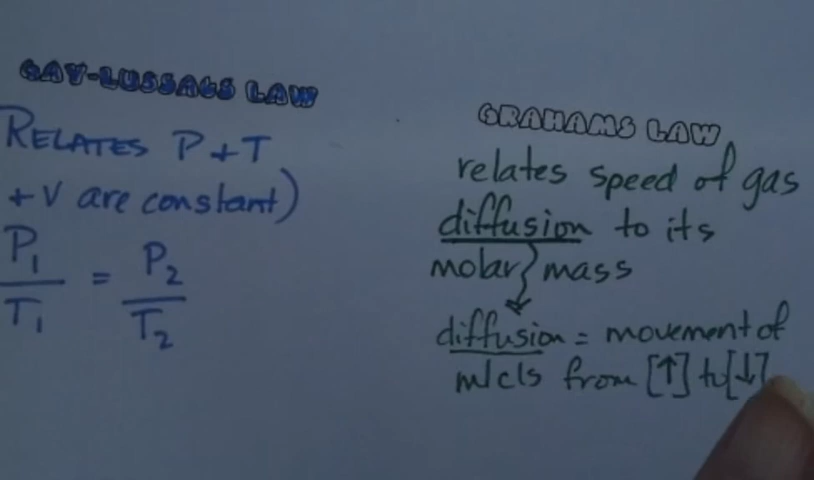 GAY-LUSSACS LAW
RELATES P + T
+ V are constant)
P1/T1 = P2/T2
GRAHAMS LAW
relates speed of gas
diffusion to its
molar mass
diffusion = movement of
mlcls from [↑] to [↓]